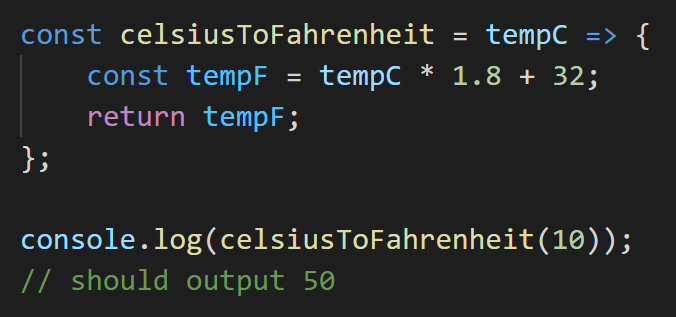 const celsiusToFahrenheit = tempC => {
    const tempF = tempC * 1.8 + 32;
    return tempF;
};

console.log(celsiusToFahrenheit(10));
// should output 50